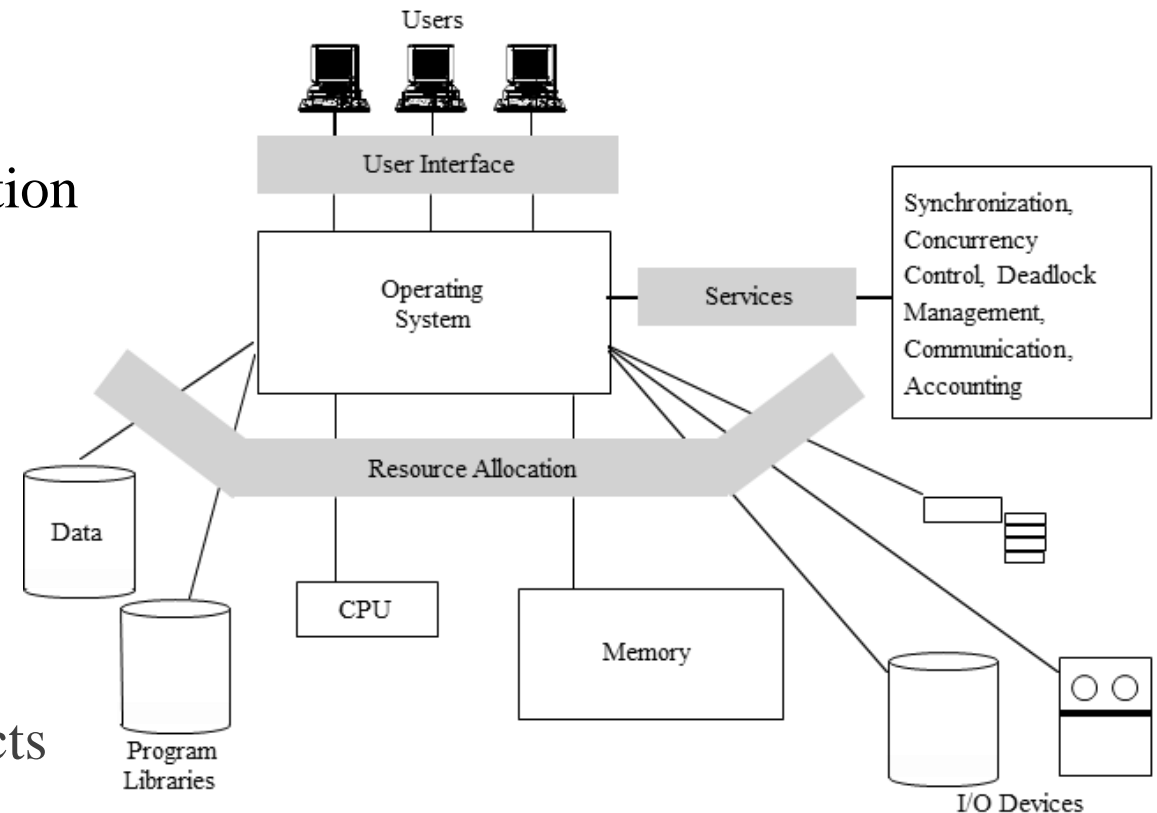 Users
User Interface
tion
Operating
System
Services
Synchronization,
Concurrency
Control, Deadlock
Management,
Communication,
Accounting
Resource Allocation
Data
CPU
Memory
cts
Program
Libraries
I/O Devices